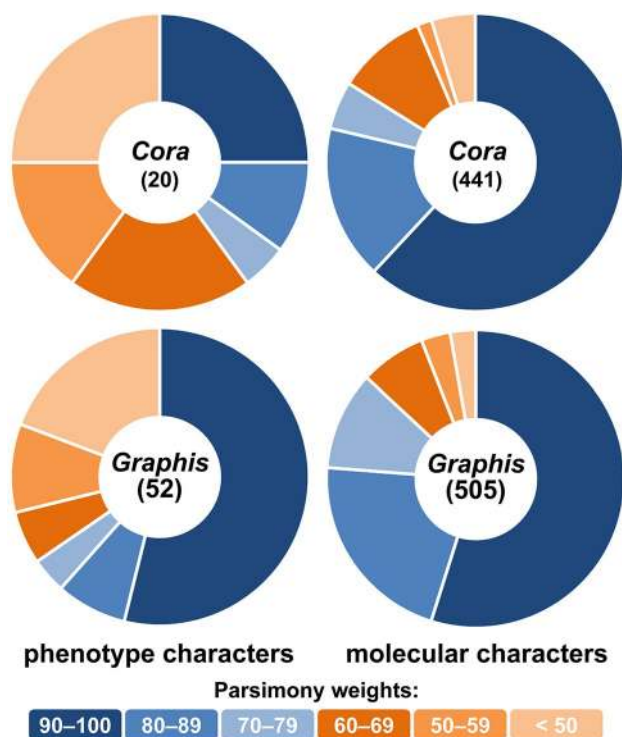 Cora
(20)
Cora
(441)
Graphis
(52)
Graphis
(505)
phenotype characters
molecular characters
Parsimony weights:
90–100 80–89 70–79 60–69 50–59 < 50